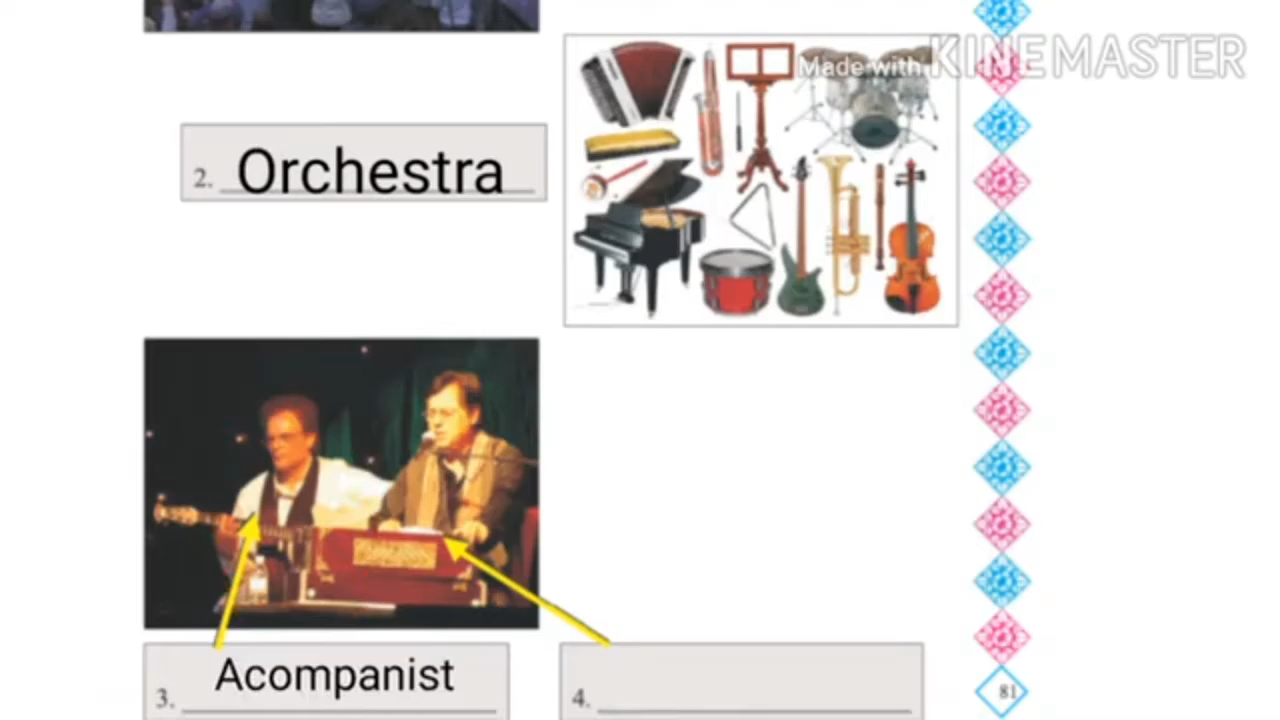 Made with KINEMASTER
2. Orchestra
3. Acompanist
4.
81